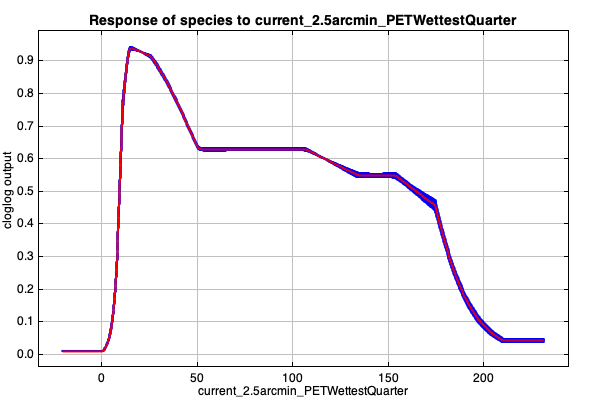 Response of species to current_2.5arcmin_PETWettestQuarter
cloglog output
0.9
0.8
0.7
0.6
0.5
0.4
0.3
0.2
0.1
0.0
0 50 100 150 200
current_2.5arcmin_PETWettestQuarter